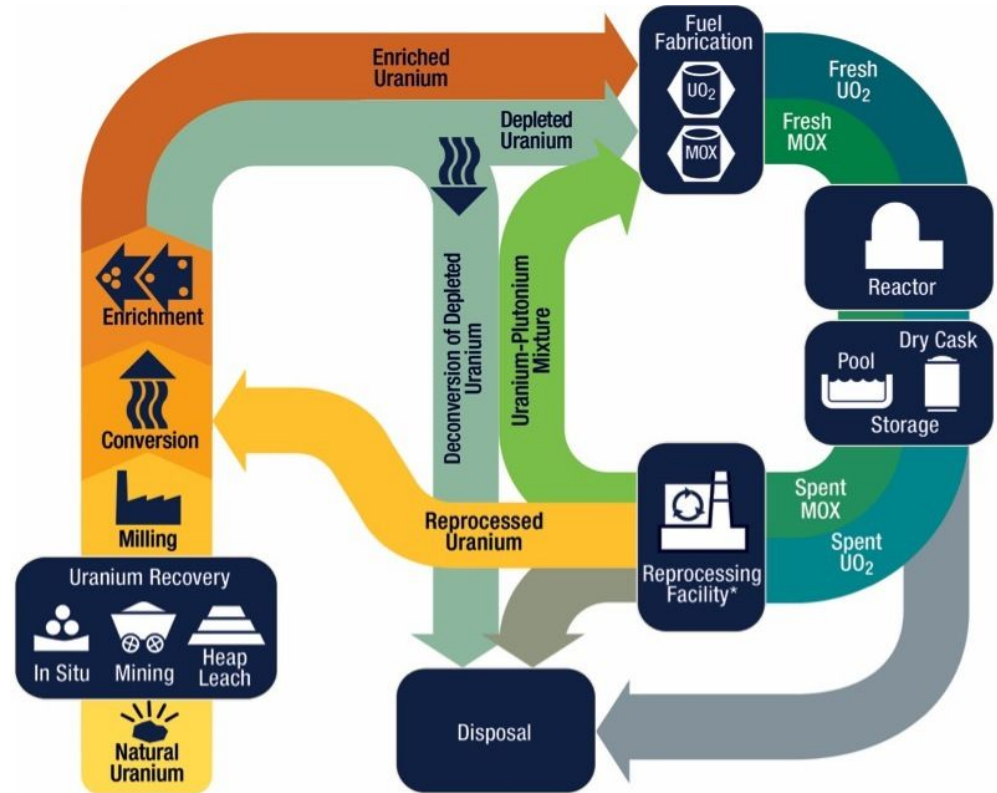 Fuel
Fabrication
UO₂
MOX
Enriched
Uranium
Depleted
Uranium
Fresh
UO₂
Fresh
MOX
Reactor
Dry Cask
Pool
Storage
Enrichment
Conversion
Milling
Deconversion of Depleted
Uranium
Uranium-Plutonium
Mixture
Reprocessed
Uranium
Spent
MOX
Spent
UO₂
Reprocessing
Facility*
Uranium Recovery
In Situ
Mining
Heap
Leach
Natural
Uranium
Disposal